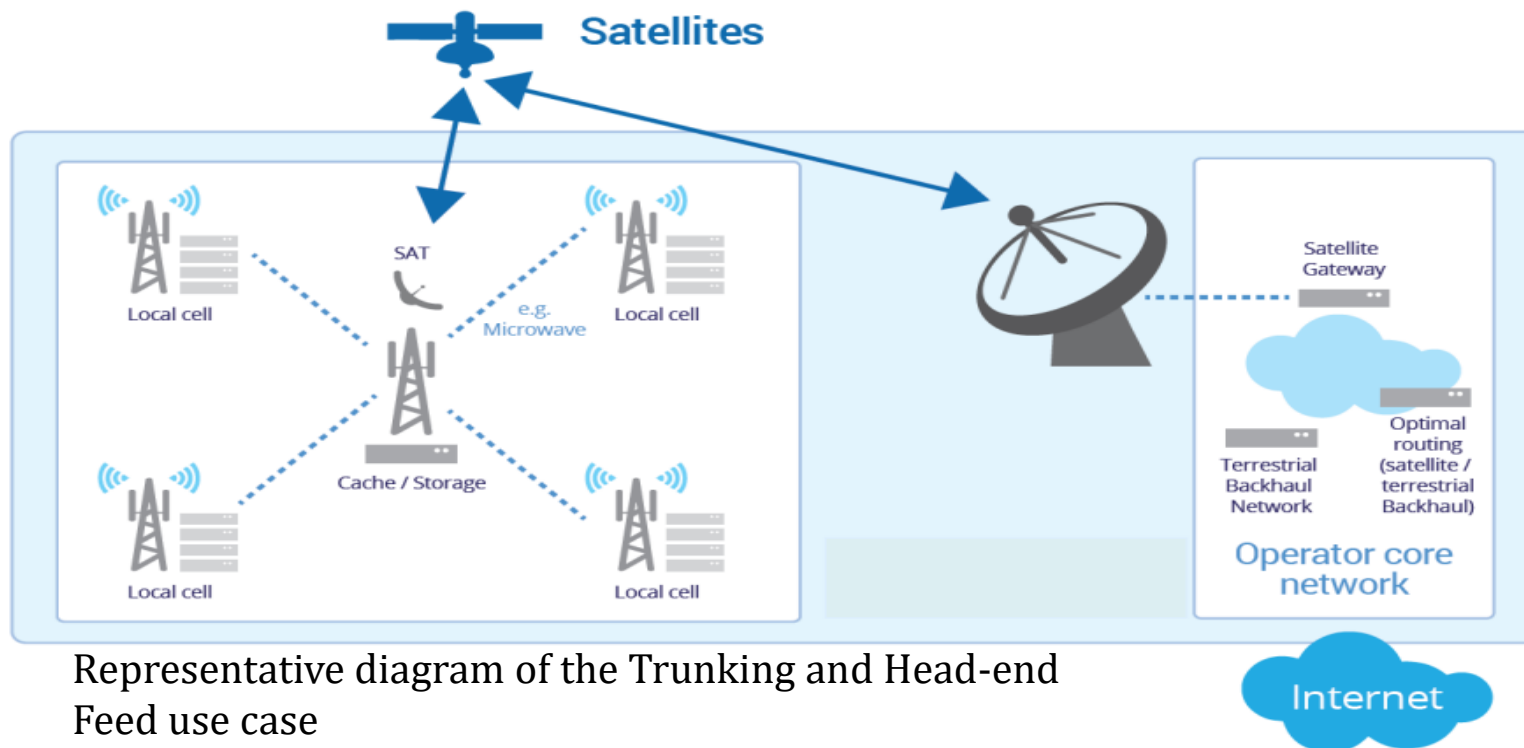 Satellites
Local cell
SAT
e.g.
Microwave
Local cell
Cache / Storage
Local cell
Local cell
Satellite
Gateway
Terrestrial
Backhaul
Network
Optimal
routing
(satellite /
terrestrial
Backhaul)
Operator core
network
Representative diagram of the Trunking and Head-end
Feed use case
Internet